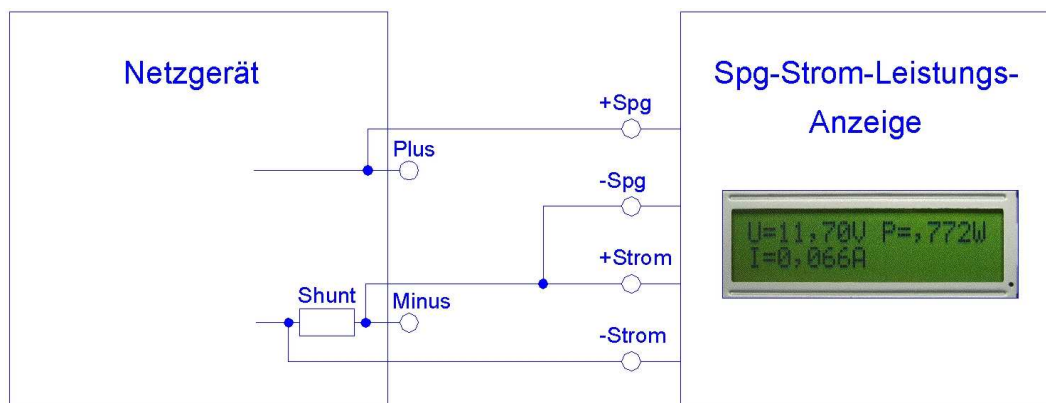 Netzgerät
Spg-Strom-Leistungs-
Anzeige
+Spg
Plus
-Spg
+Strom
Shunt
Minus
-Strom
U=11,70V P=,772W
I=0,066A